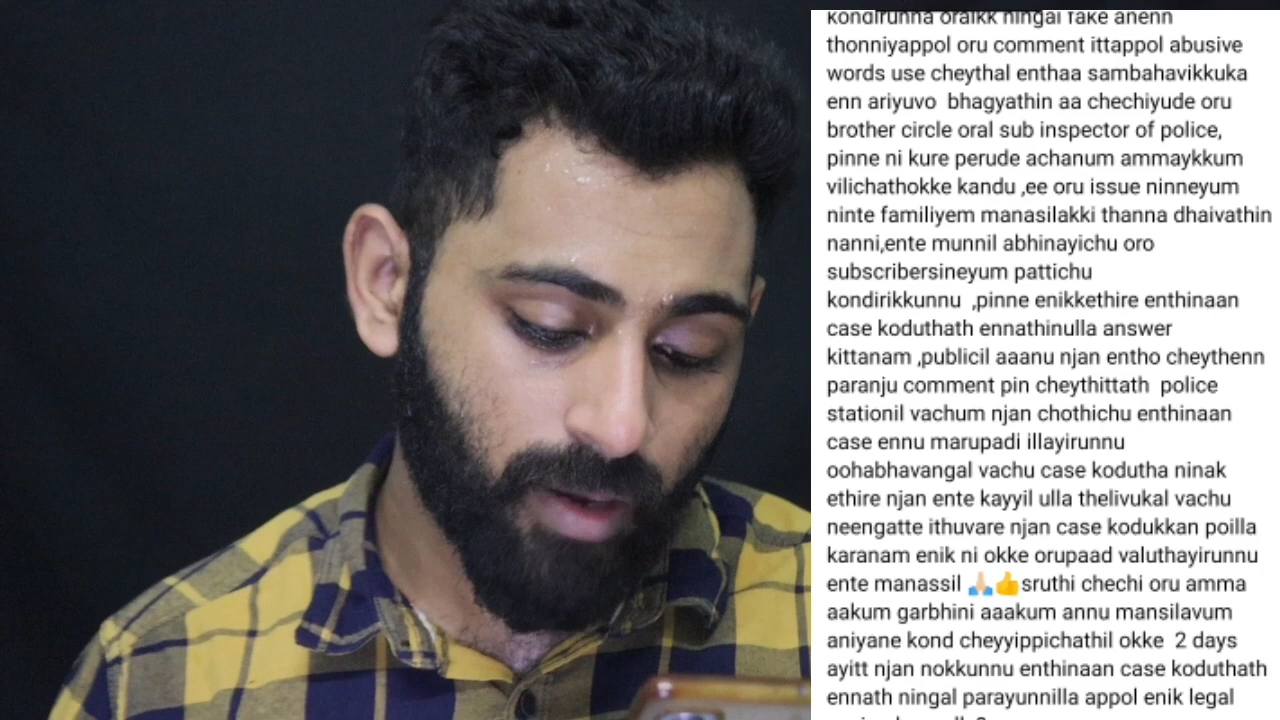 kondirunna oralkk ningal fake anenn
thonniyappol oru comment ittappol abusive
words use cheythal enthaa sambahavikkuka
enn ariyuvo bhagyathin aa chechiyude oru
brother circle oral sub inspector of police,
pinne ni kure perude achanum ammaykkum
vilichathokke kandu ,ee oru issue ninneyum
ninte familiyem manasilakki thanna dhaivathin
nanni,ente munnil abhinayichu oro
subscribersineyum pattichu
kondirikkunnu ,pinne enikkethire enthinaan
case koduthath ennathinulla answer
kittanam ,publicil aaanu njan entho cheythenn
paranju comment pin cheythittath police
stationil vachum njan chothichu enthinaan
case ennu marupadi illayirunnu
oohabhavangal vachu case kodutha ninak
ethire njan ente kayyil ulla thelivukal vachu
neengatte ithuvare njan case kodukkan poilla
karanam enik ni okke orupaad valuthayirunnu
ente manassil 🙏🏻👍sruthi chechi oru amma
aakum garbhini aaakum annu mansilavum
aniyane kond cheyyippichathil okke 2 days
ayitt njan nokkunnu enthinaan case koduthath
ennath ningal parayunnilla appol enik legal